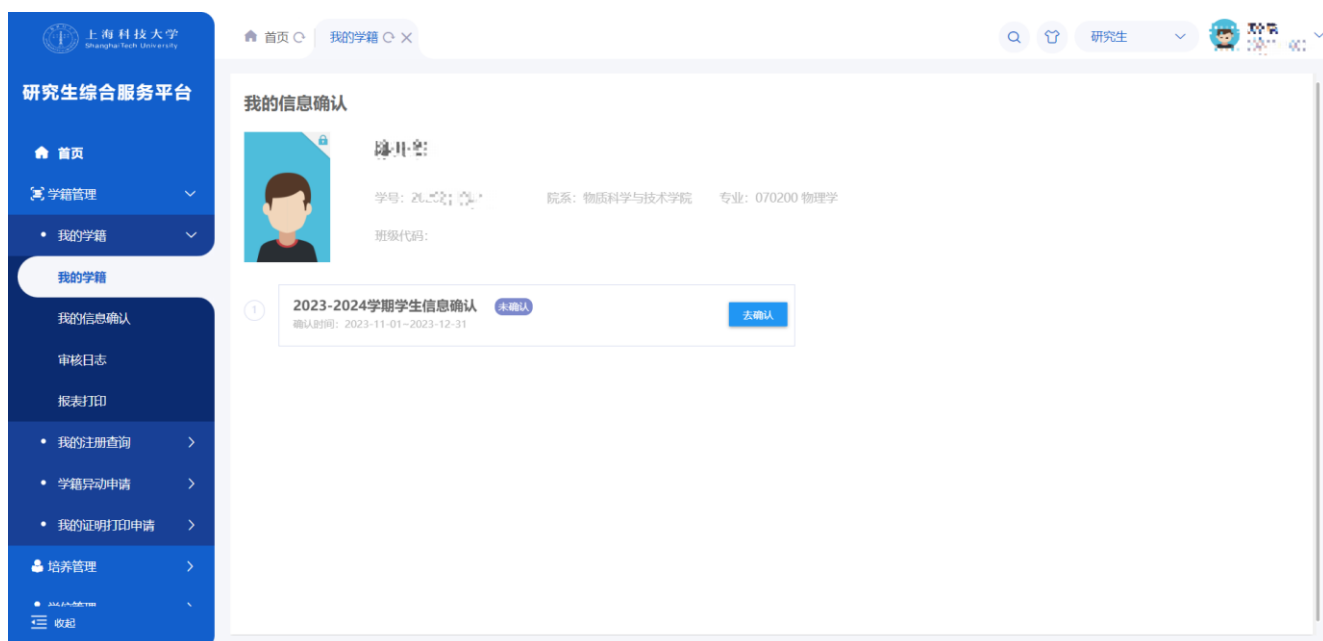 上海科技大学
ShanghaiTech University
研究生综合服务平台
首页
学籍管理
我的学籍
我的学籍
我的信息确认
审核日志
报表打印
我的注册查询
学籍异动申请
我的证明打印申请
培养管理
收起
首页
我的学籍
研究生
我的信息确认
学号:
院系: 物质科学与技术学院
专业: 070200 物理学
班级代码:
1
2023-2024学期学生信息确认
未确认
确认时间: 2023-11-01~2023-12-31
去确认